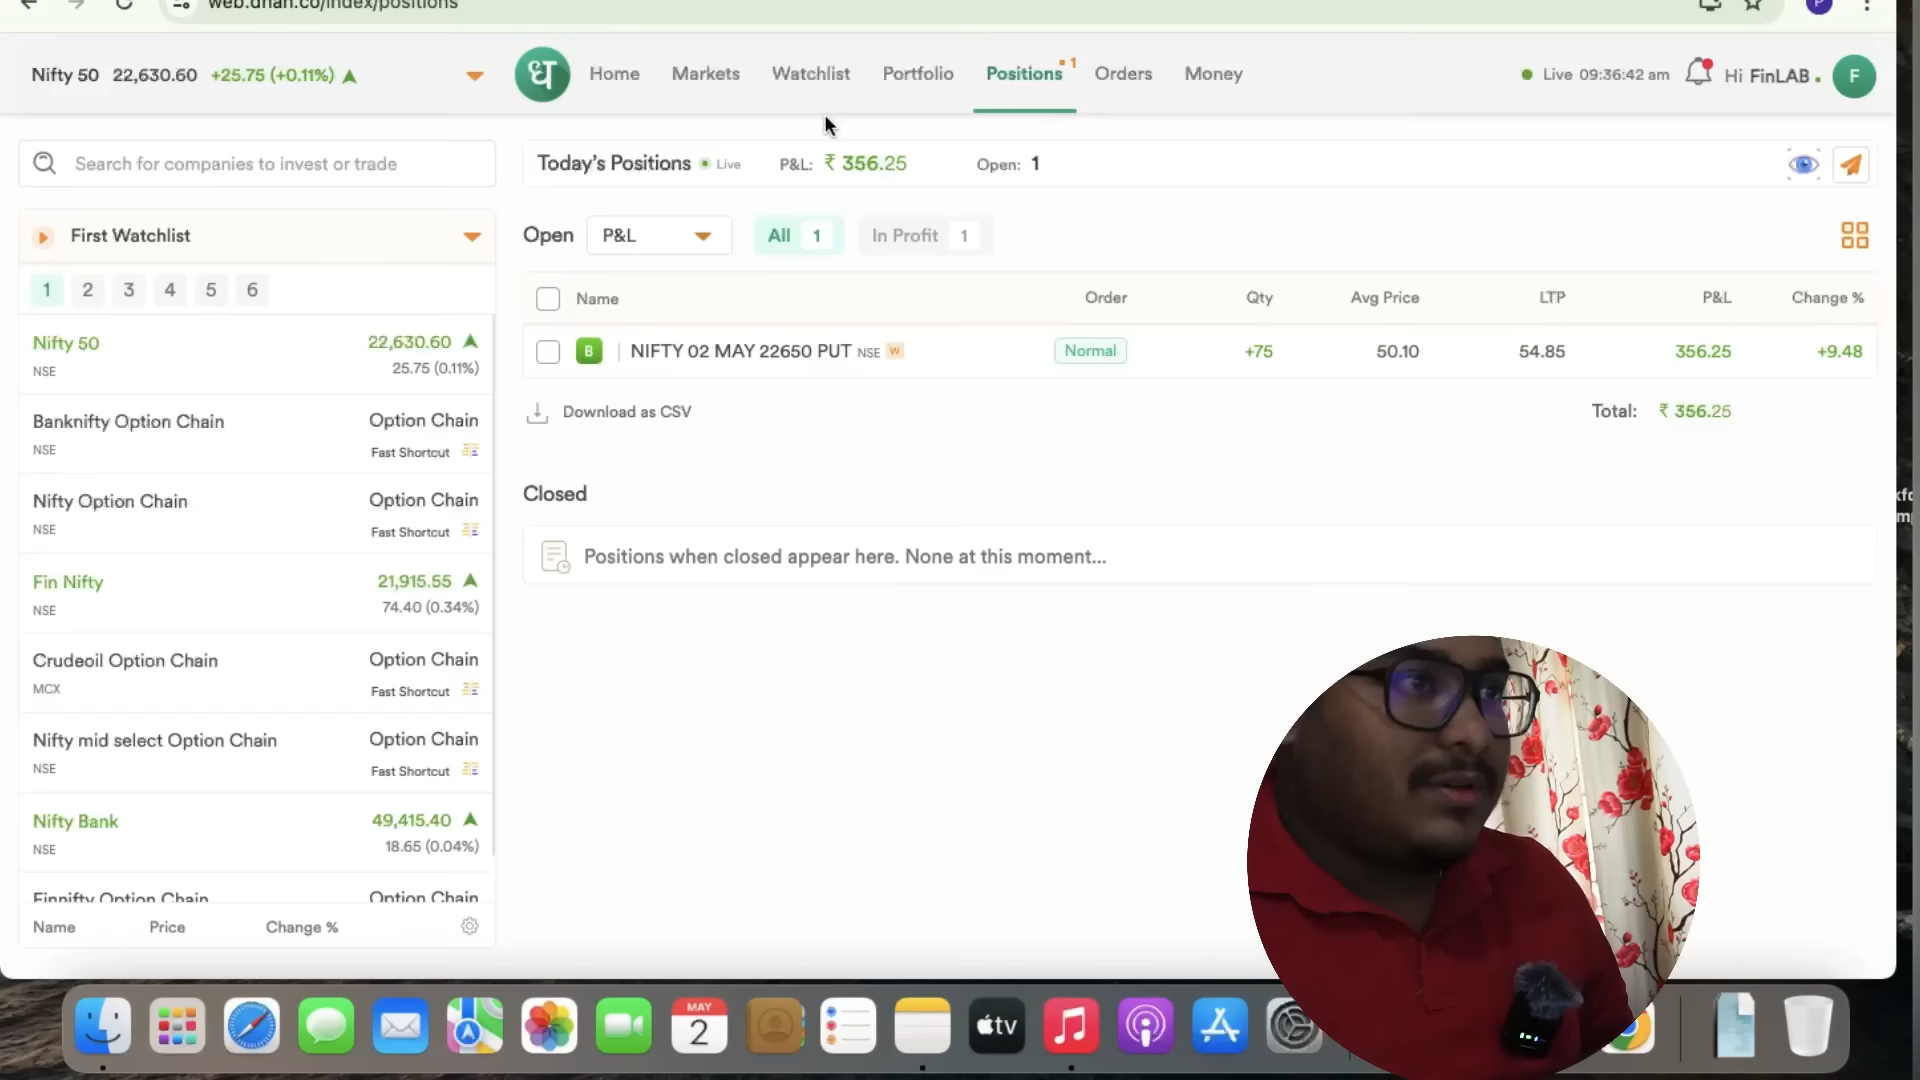 web.dhan.co/index/positions
Nifty 50 22,630.60 +25.75 (+0.11%)
ध
Home Markets Watchlist Portfolio Positions 1 Orders Money
Live 09:36:42 am
Hi FinLAB
F
Search for companies to invest or trade
Today's Positions Live P&L: ₹ 356.25 Open: 1
First Watchlist
1 2 3 4 5 6
Nifty 50 22,630.60
NSE 25.75 (0.11%)
Banknifty Option Chain Option Chain
NSE Fast Shortcut
Nifty Option Chain Option Chain
NSE Fast Shortcut
Fin Nifty 21,915.55
NSE 74.40 (0.34%)
Crudeoil Option Chain Option Chain
MCX Fast Shortcut
Nifty mid select Option Chain Option Chain
NSE Fast Shortcut
Nifty Bank 49,415.40
NSE 18.65 (0.04%)
Finnifty Option Chain Option Chain
Name Price Change %
Open P&L All 1 In Profit 1
Name Order Qty Avg Price LTP P&L Change %
B NIFTY 02 MAY 22650 PUT NSE W Normal +75 50.10 54.85 356.25 +9.48
Download as CSV Total: ₹ 356.25
Closed
Positions when closed appear here. None at this moment...
MAY
2
tv